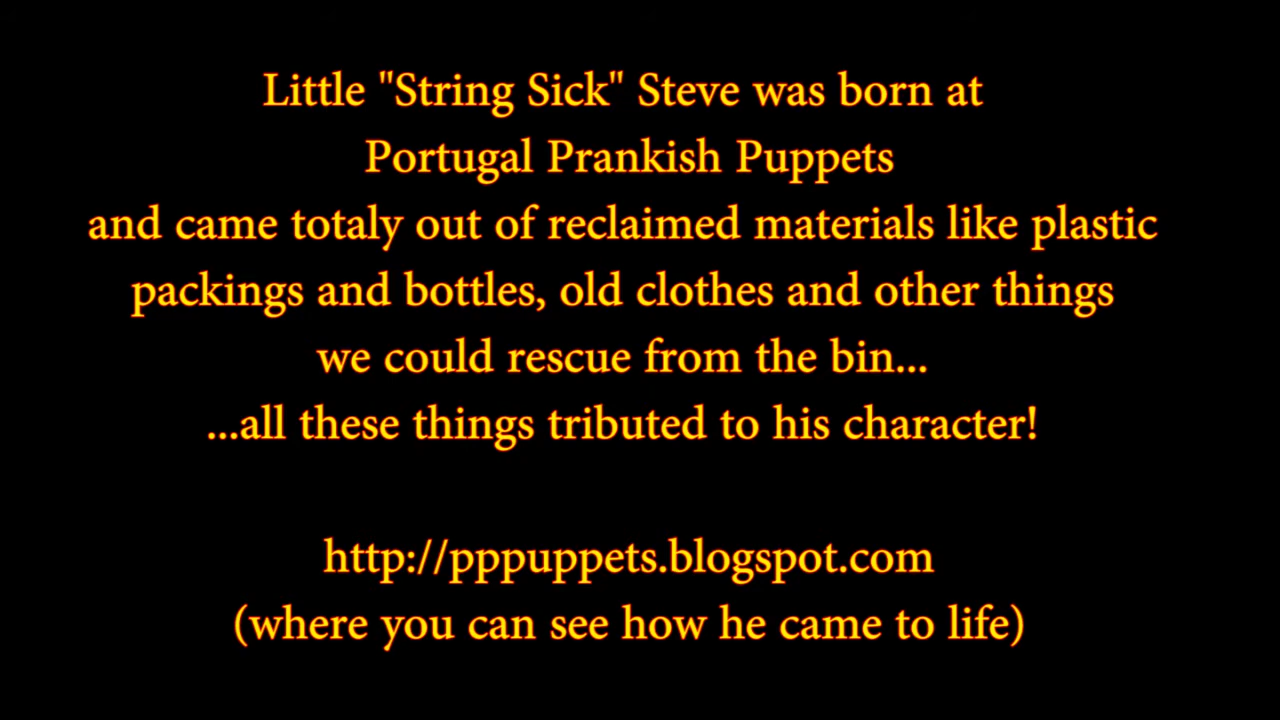 Little "String Sick" Steve was born at
Portugal Prankish Puppets
and came totaly out of reclaimed materials like plastic
packings and bottles, old clothes and other things
we could rescue from the bin...
...all these things tributed to his character!
http://pppuppets.blogspot.com
(where you can see how he came to life)